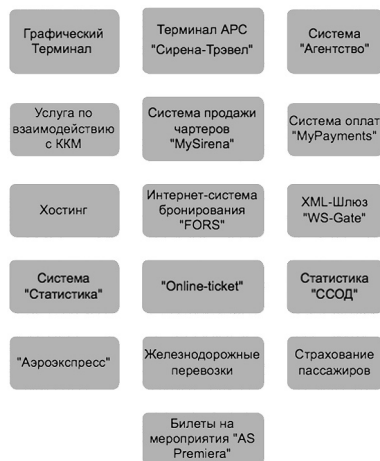 Графический
Терминал
Терминал АРС
"Сирена-Трэвел"
Система
"Агентство"
Услуга по
взаимодействию
с ККМ
Система продажи
чартеров
"MySirena"
Система оплат
"MyPayments"
Хостинг
Интернет-система
бронирования
"FORS"
XML-Шлюз
"WS-Gate"
Система
"Статистика"
"Online-ticket"
Статистика
"ССОД"
"Аэроэкспресс"
Железнодорожные
перевозки
Страхование
пассажиров
Билеты на
мероприятия "AS
Premiera"